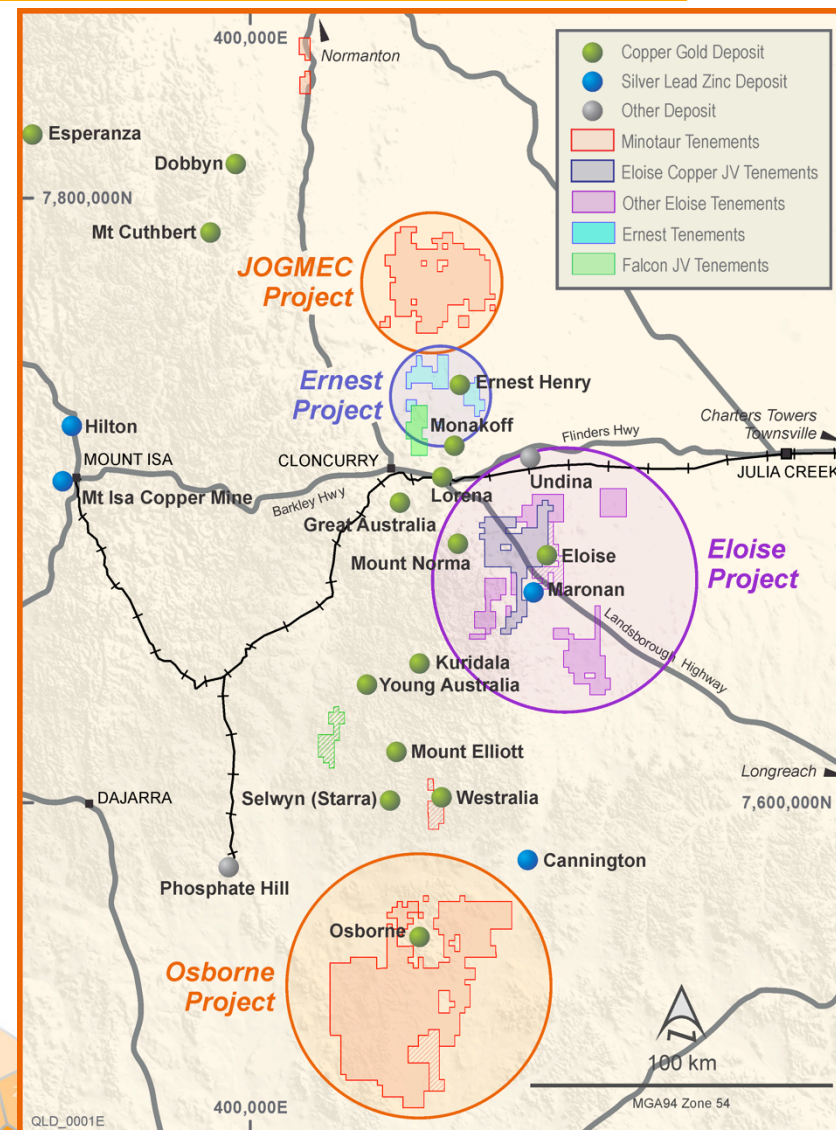 400,000E
Normanton
Copper Gold Deposit
Silver Lead Zinc Deposit
Other Deposit
Minotaur Tenements
Eloise Copper JV Tenements
Other Eloise Tenements
Ernest Tenements
Falcon JV Tenements
Esperanza
Dobbyn
7,800,000N
Mt Cuthbert
JOGMEC
Project
Ernest
Project
Ernest Henry
Hilton
Monakoff
Flinders Hwy
Charters Towers
Townsville
MOUNT ISA
CLONCURRY
JULIA CREEK
Undina
Mt Isa Copper Mine
Barkley Hwy
Lorena
Great Australia
Mount Norma
Eloise
Eloise
Project
Maronan
Landsborough Highway
Kuridala
Young Australia
Mount Elliott
Longreach
DAJARRA
Selwyn (Starra)
Westralia
7,600,000N
Cannington
Phosphate Hill
Osborne
Osborne
Project
N
100 km
MGA94 Zone 54
400,000E
QLD_0001E